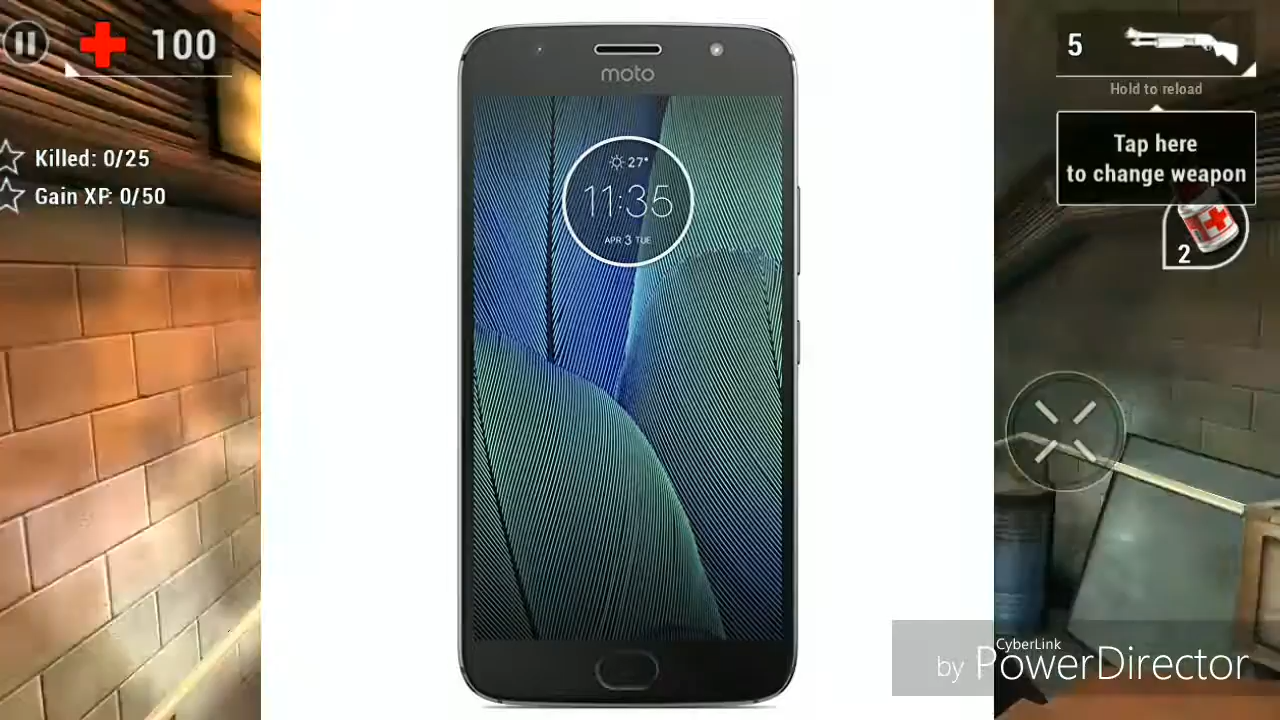 100
Killed: 0/25
Gain XP: 0/50
moto
27°
11:35
APR 3 TUE
5
Hold to reload
Tap here
to change weapon
2
CyberLink
by PowerDirector